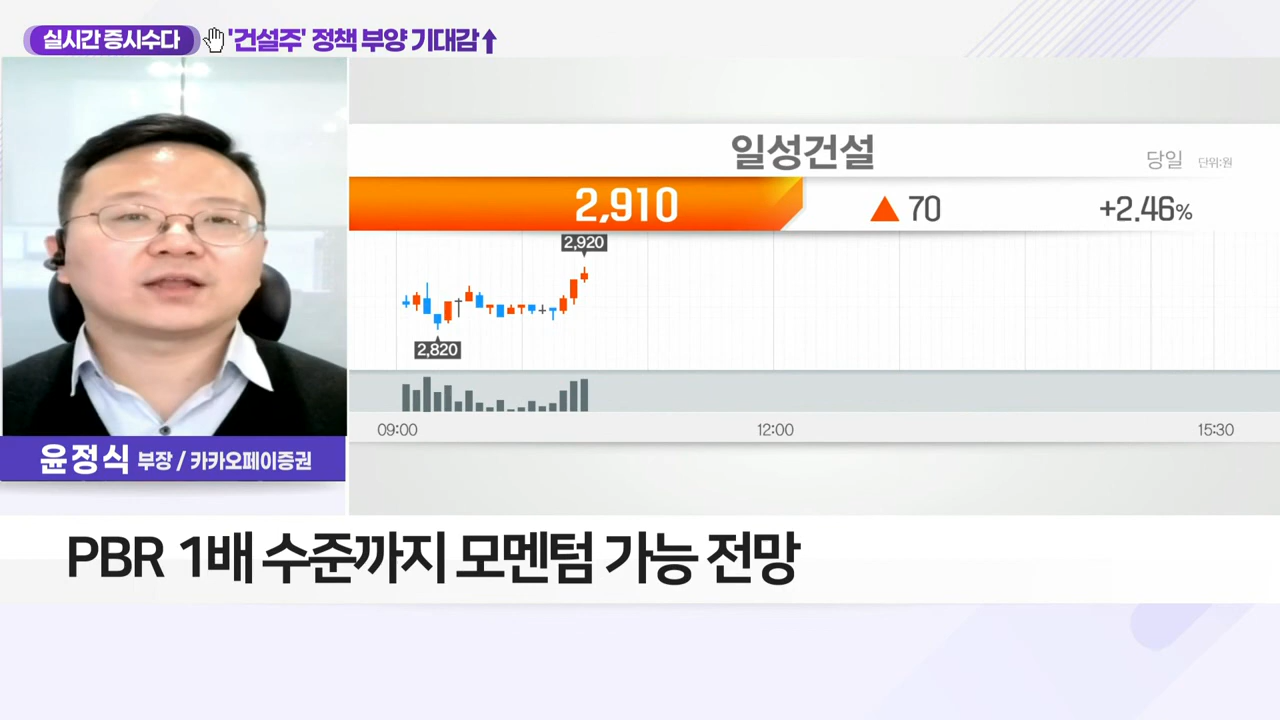 실시간 증시수다
'건설주' 정책 부양 기대감↑
일성건설
당일 단위:원
2,910 ▲ 70 +2.46%
2,920
2,820
09:00 12:00 15:30
윤정식 부장 / 카카오페이증권
PBR 1배 수준까지 모멘텀 가능 전망